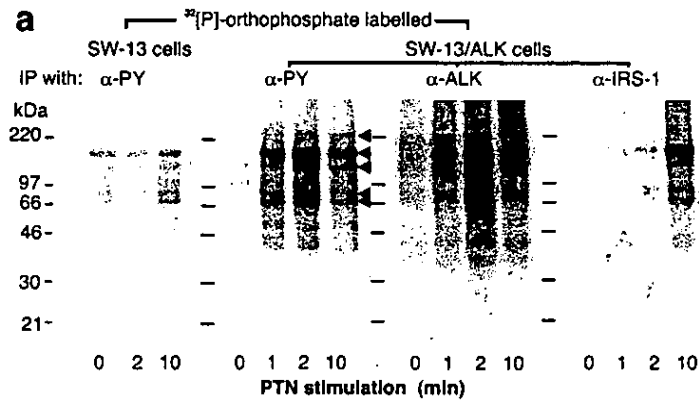 a
³²[P]-orthophosphate labelled
SW-13 cells SW-13/ALK cells
IP with: α-PY α-PY α-ALK α-IRS-1
kDa
220
97
66
46
30
21
0 2 10 0 1 2 10 0 1 2 10 0 1 2 10
PTN stimulation (min)